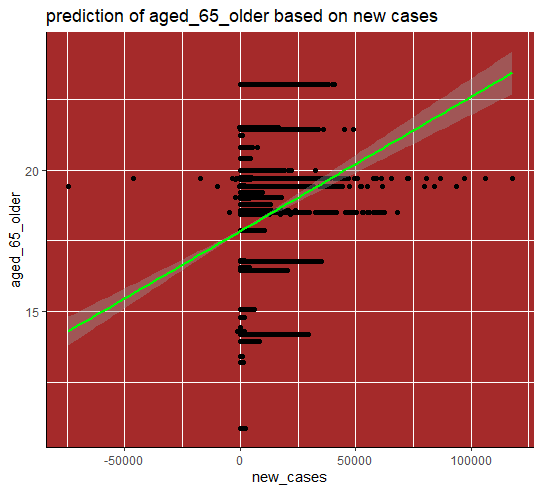 prediction of aged_65_older based on new cases
aged_65_older
20
15
-50000 0 50000 100000
new_cases